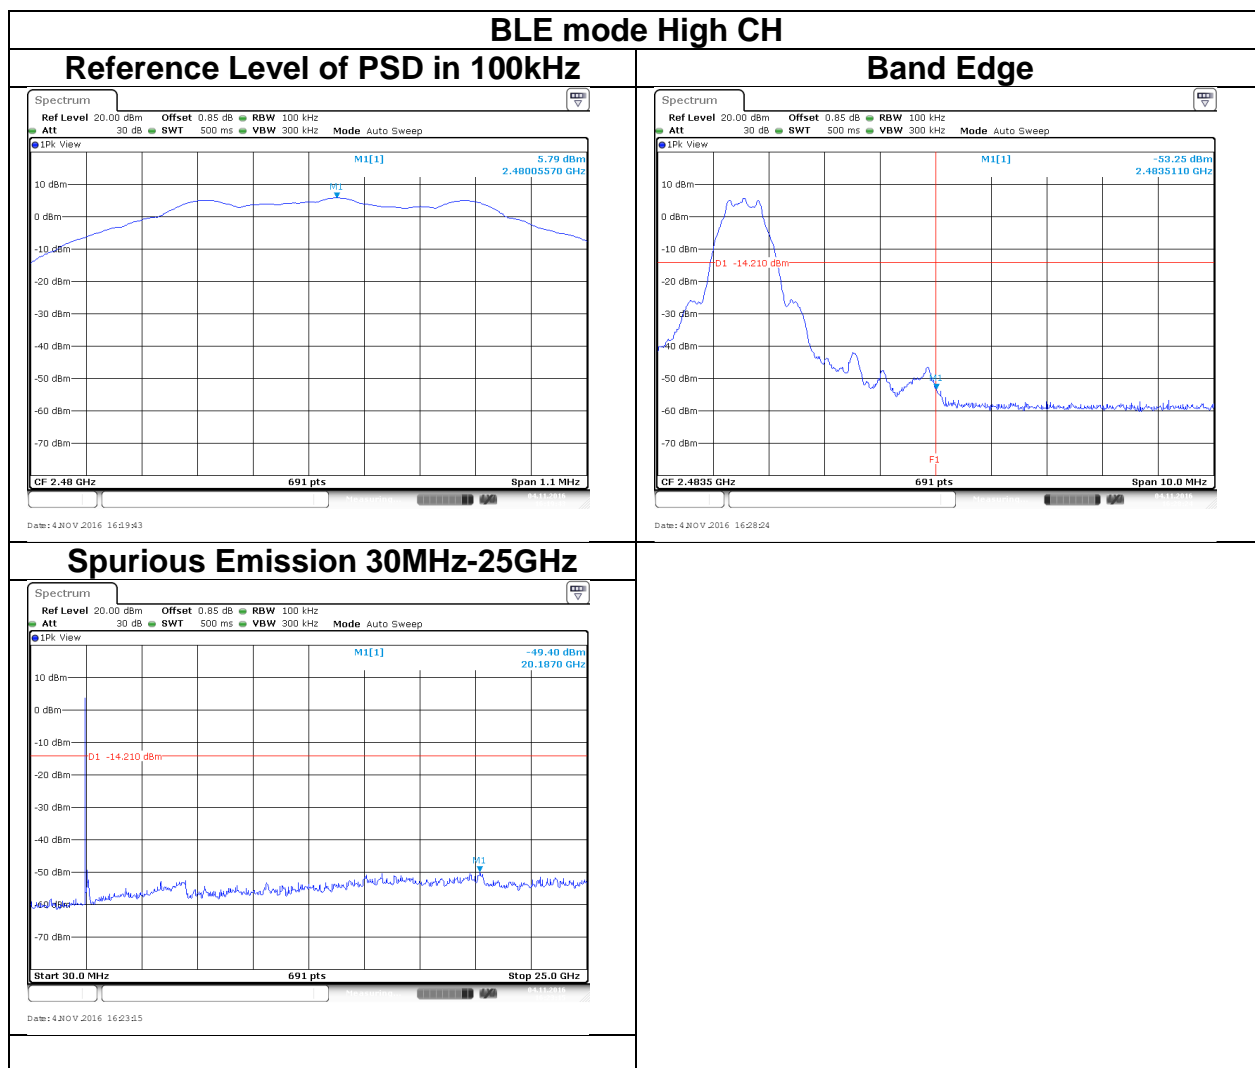 BLE mode High CH
Reference Level of PSD in 100kHz
Band Edge
Spectrum
Ref Level 20.00 dBm Offset 0.85 dB RBW 100 kHz
Att 30 dB SWT 500 ms VBW 300 kHz Mode Auto Sweep
1Pk View
M1[1] 5.79 dBm
2.48005570 GHz
M1
10 dBm
0 dBm
-10 dBm
-20 dBm
-30 dBm
-40 dBm
-50 dBm
-60 dBm
-70 dBm
CF 2.48 GHz 691 pts Span 1.1 MHz
04.11.2016
Date: 4.NOV.2016 16:19:43
Spectrum
Ref Level 20.00 dBm Offset 0.85 dB RBW 100 kHz
Att 30 dB SWT 500 ms VBW 300 kHz Mode Auto Sweep
1Pk View
M1[1] -53.25 dBm
2.4835110 GHz
10 dBm
0 dBm
-10 dBm
D1 -14.210 dBm
-20 dBm
-30 dBm
-40 dBm
-50 dBm
M1
-60 dBm
-70 dBm
F1
CF 2.4835 GHz 691 pts Span 10.0 MHz
04.11.2016
Date: 4.NOV.2016 16:28:24
Spurious Emission 30MHz-25GHz
Spectrum
Ref Level 20.00 dBm Offset 0.85 dB RBW 100 kHz
Att 30 dB SWT 500 ms VBW 300 kHz Mode Auto Sweep
1Pk View
M1[1] -49.40 dBm
20.1870 GHz
10 dBm
0 dBm
-10 dBm
D1 -14.210 dBm
-20 dBm
-30 dBm
-40 dBm
M1
-50 dBm
-60 dBm
-70 dBm
Start 30.0 MHz 691 pts Stop 25.0 GHz
04.11.2016
Date: 4.NOV.2016 16:23:15